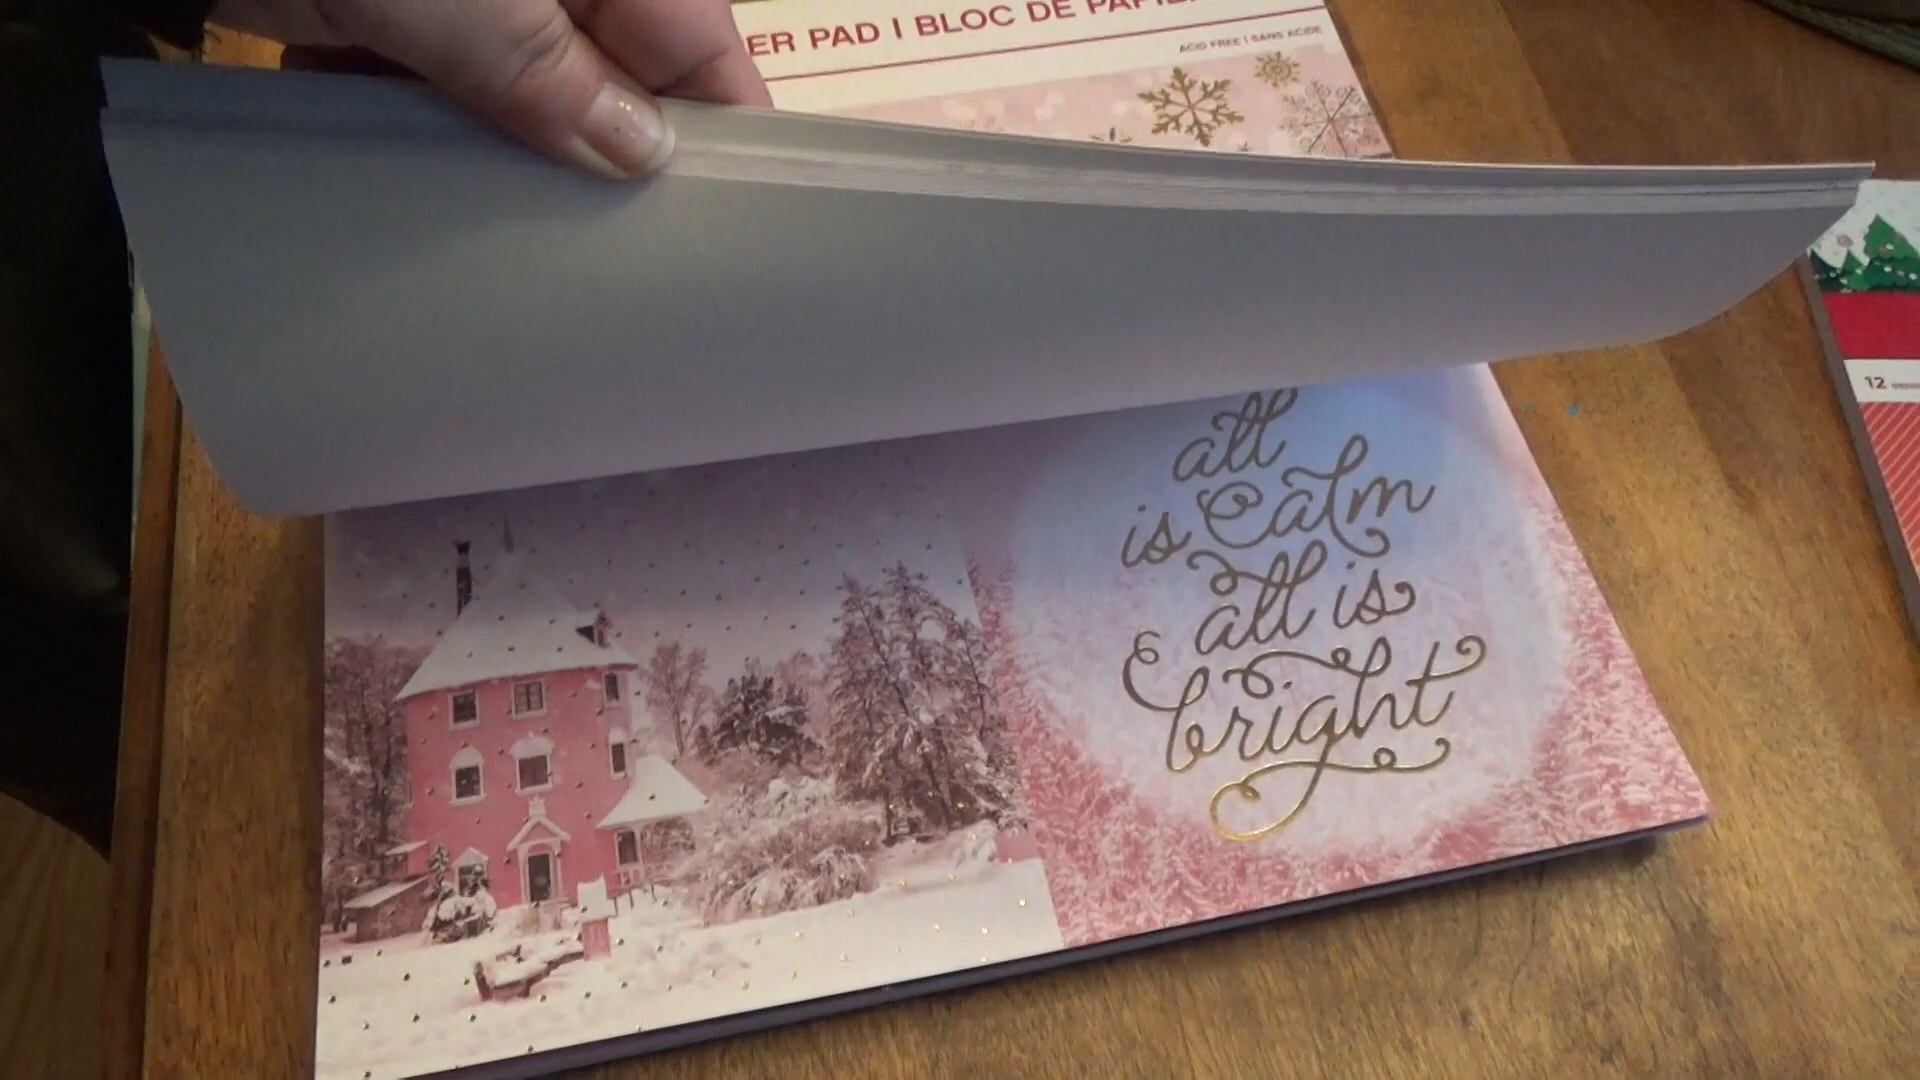 ER PAD | BLOC DE PAPIE
ACID FREE | SANS ACIDE
all
is calm
all is
bright
12